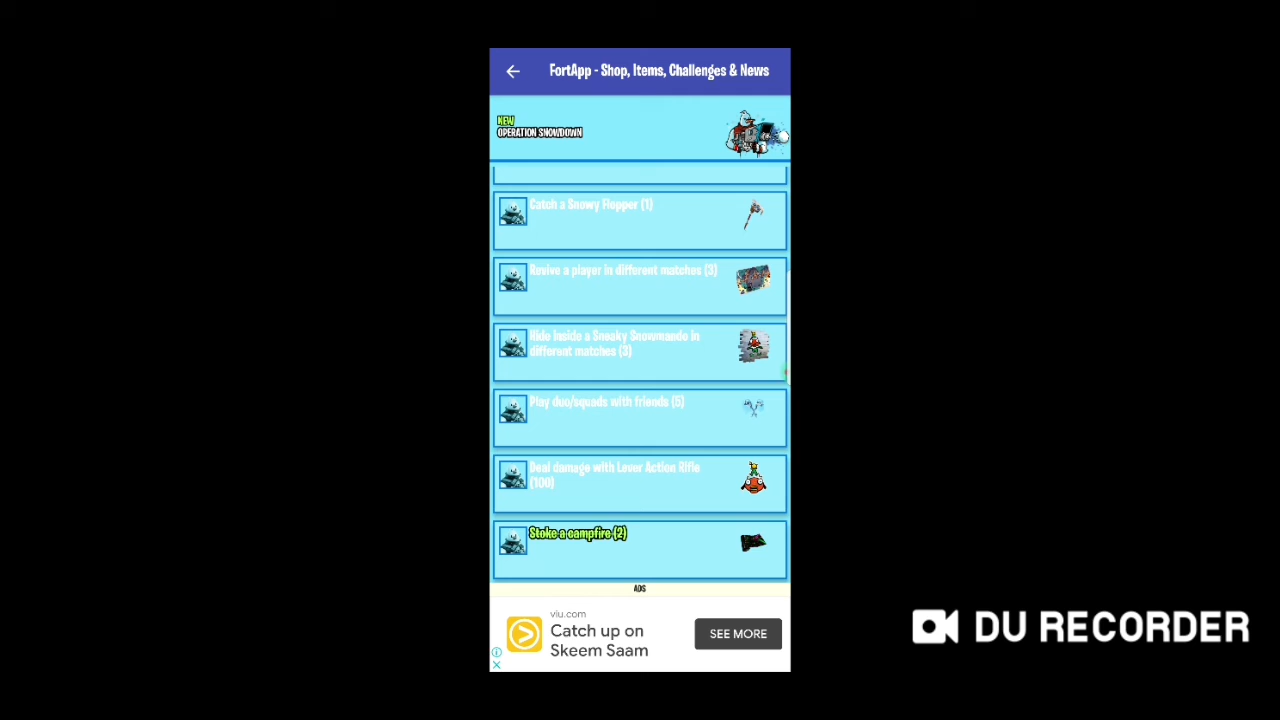 FortApp - Shop, Items, Challenges & News
NEW
OPERATION SNOWDOWN
Catch a Snowy Flopper (1)
Revive a player in different matches (3)
Hide inside a Sneaky Snowmando in
different matches (3)
Play duo/squads with friends (5)
Deal damage with Lever Action Rifle
(100)
Stoke a campfire (2)
ADS
viu.com
Catch up on
Skeem Saam
SEE MORE
DU RECORDER